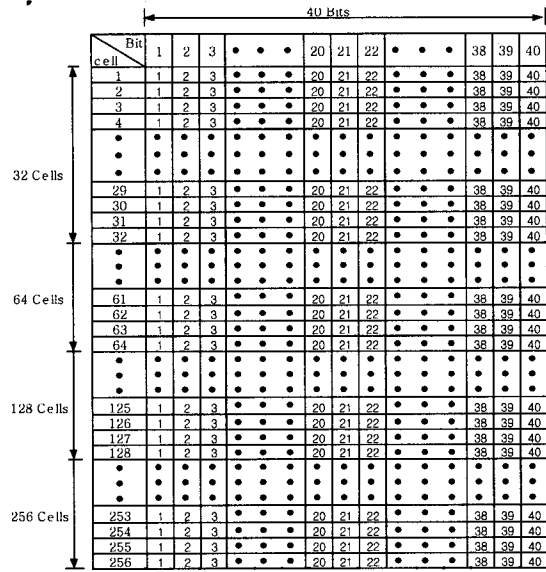 40 Bits
Bit
cell 1 2 3 • • • 20 21 22 • • • 38 39 40
1 1 2 3 • • • 20 21 22 • • • 38 39 40
2 1 2 3 • • • 20 21 22 • • • 38 39 40
3 1 2 3 • • • 20 21 22 • • • 38 39 40
4 1 2 3 • • • 20 21 22 • • • 38 39 40
• • • • • • • • • • • • • • • •
• • • • • • • • • • • • • • • •
• • • • • • • • • • • • • • • •
32 Cells
29 1 2 3 • • • 20 21 22 • • • 38 39 40
30 1 2 3 • • • 20 21 22 • • • 38 39 40
31 1 2 3 • • • 20 21 22 • • • 38 39 40
32 1 2 3 • • • 20 21 22 • • • 38 39 40
• • • • • • • • • • • • • • • •
• • • • • • • • • • • • • • • •
• • • • • • • • • • • • • • • •
64 Cells
61 1 2 3 • • • 20 21 22 • • • 38 39 40
62 1 2 3 • • • 20 21 22 • • • 38 39 40
63 1 2 3 • • • 20 21 22 • • • 38 39 40
64 1 2 3 • • • 20 21 22 • • • 38 39 40
• • • • • • • • • • • • • • • •
• • • • • • • • • • • • • • • •
• • • • • • • • • • • • • • • •
128 Cells
125 1 2 3 • • • 20 21 22 • • • 38 39 40
126 1 2 3 • • • 20 21 22 • • • 38 39 40
127 1 2 3 • • • 20 21 22 • • • 38 39 40
128 1 2 3 • • • 20 21 22 • • • 38 39 40
• • • • • • • • • • • • • • • •
• • • • • • • • • • • • • • • •
• • • • • • • • • • • • • • • •
256 Cells
253 1 2 3 • • • 20 21 22 • • • 38 39 40
254 1 2 3 • • • 20 21 22 • • • 38 39 40
255 1 2 3 • • • 20 21 22 • • • 38 39 40
256 1 2 3 • • • 20 21 22 • • • 38 39 40